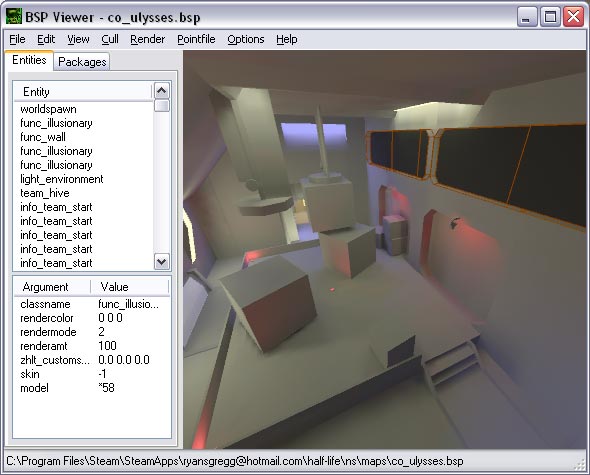 BSP Viewer - co_ulysses.bsp
File Edit View Cull Render Pointfile Options Help
Entities Packages
Entity
worldspawn
func_illusionary
func_wall
func_illusionary
func_illusionary
light_environment
team_hive
info_team_start
info_team_start
info_team_start
info_team_start
info_team_start
Argument Value
classname func_illusio...
rendercolor 0 0 0
rendermode 2
renderamt 100
zhlt_customs... 0.0 0.0 0.0
skin -1
model *58
C:\Program Files\Steam\SteamApps\ryansgregg@hotmail.com\half-life\ns\maps\co_ulysses.bsp